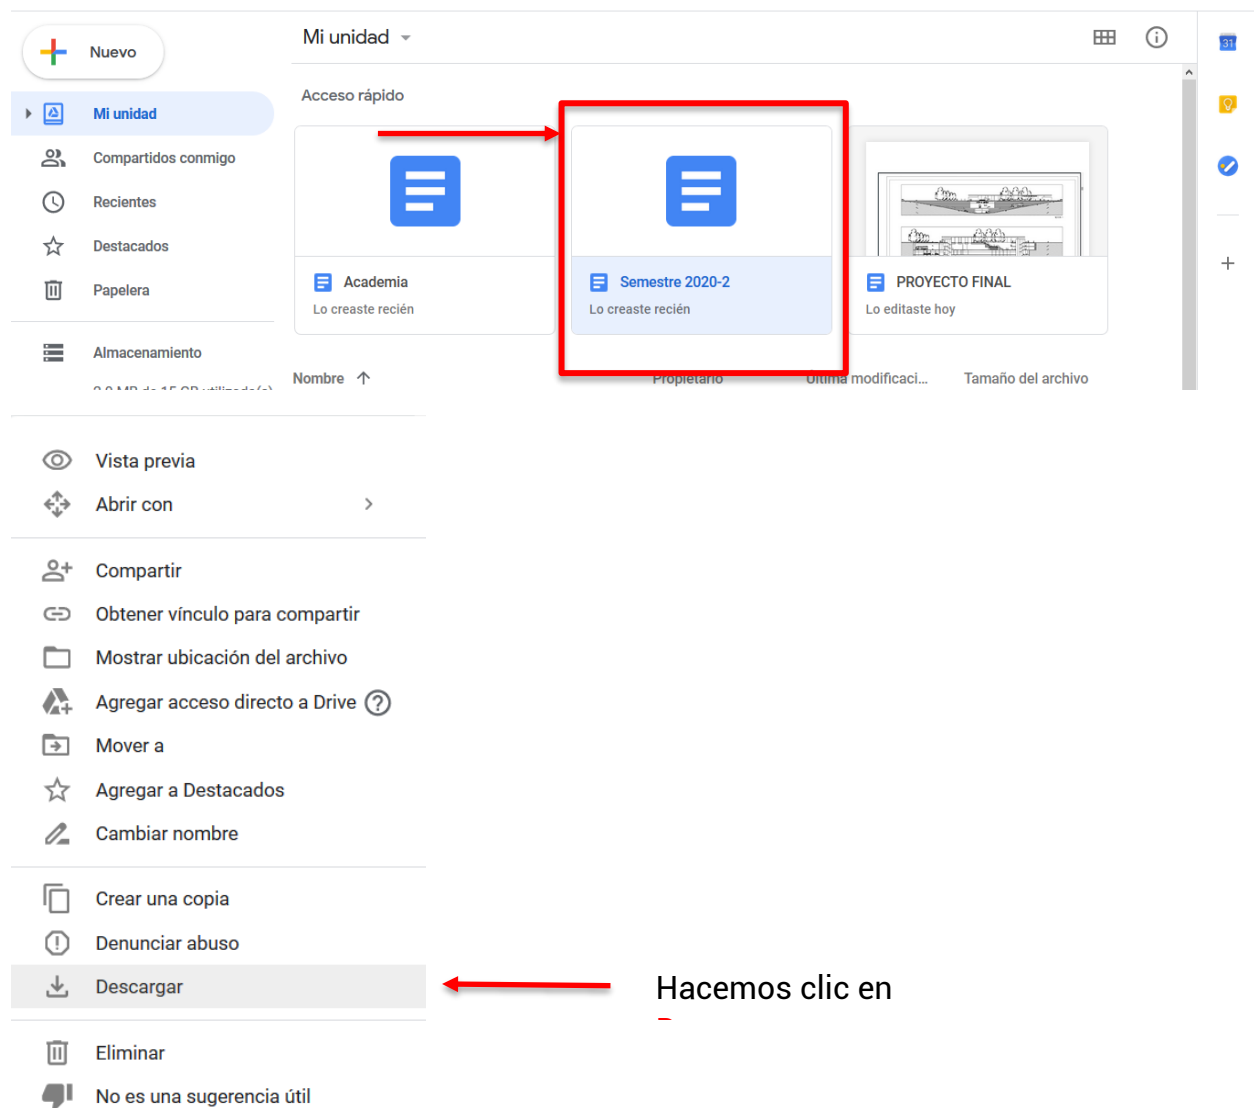 Nuevo
Mi unidad
Mi unidad
Compartidos conmigo
Recientes
Destacados
Papelera
Almacenamiento
Acceso rápido
Academia
Lo creaste recién
Semestre 2020-2
Lo creaste recién
PROYECTO FINAL
Lo editaste hoy
Nombre
Propietario
Última modificaci...
Tamaño del archivo
31
Vista previa
Abrir con
Compartir
Obtener vínculo para compartir
Mostrar ubicación del archivo
Agregar acceso directo a Drive
Mover a
Agregar a Destacados
Cambiar nombre
Crear una copia
Denunciar abuso
Descargar
Hacemos clic en
Eliminar
No es una sugerencia útil